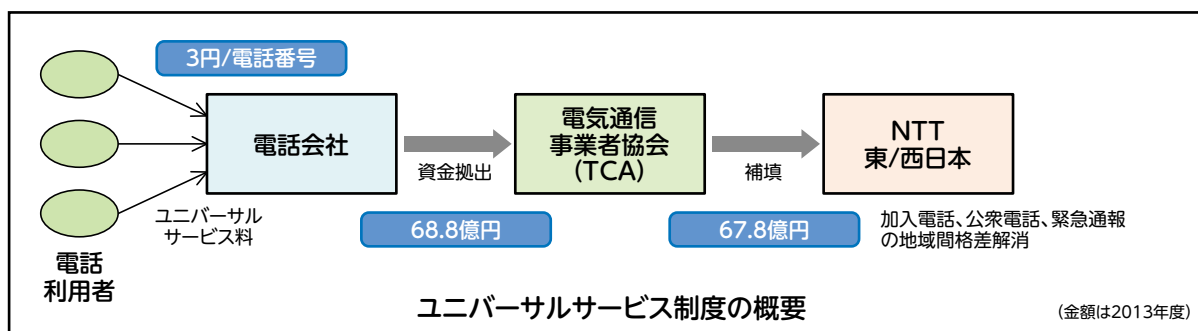 3円/電話番号
電話会社
電気通信
事業者協会
(TCA)
NTT
東/西日本
資金拠出
補填
ユニバーサル
サービス料
68.8億円
67.8億円
加入電話、公衆電話、緊急通報
の地域間格差解消
電話
利用者
ユニバーサルサービス制度の概要
(金額は2013年度)